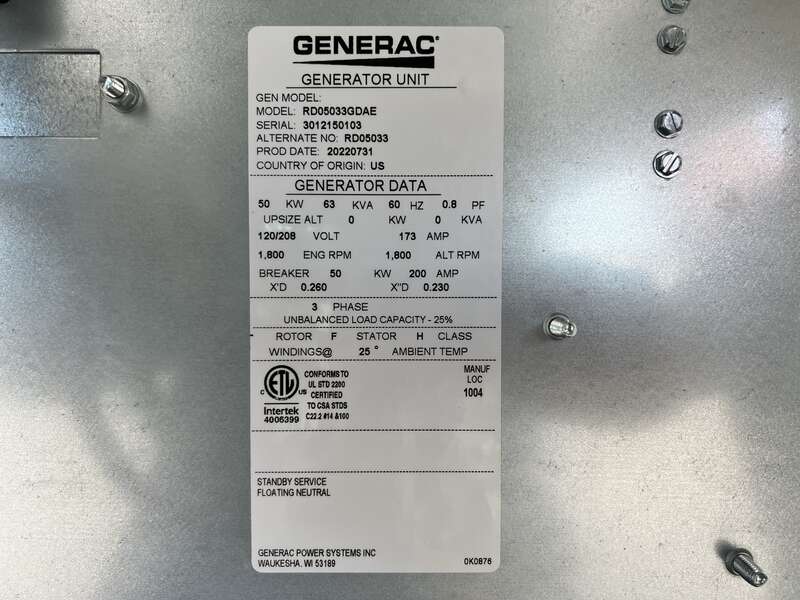 GENERAC®
GENERATOR UNIT
GEN MODEL:
MODEL: RD05033GDAE
SERIAL: 3012150103
ALTERNATE NO: RD05033
PROD DATE: 20220731
COUNTRY OF ORIGIN: US
GENERATOR DATA
50 KW 63 KVA 60 HZ 0.8 PF
UPSIZE ALT 0 KW 0 KVA
120/208 VOLT 173 AMP
1,800 ENG RPM 1,800 ALT RPM
BREAKER 50 KW 200 AMP
X'D 0.260 X"D 0.230
3 PHASE
UNBALANCED LOAD CAPACITY - 25%
ROTOR F STATOR H CLASS
WINDINGS@ 25 ° AMBIENT TEMP
C ETL US
Intertek
4005399
CONFORMS TO
UL STD 2200
CERTIFIED
TO CSA STDS
C22.2 #14 &100
MANUF
LOC
1004
STANDBY SERVICE
FLOATING NEUTRAL
GENERAC POWER SYSTEMS INC
WAUKESHA. WI 53189
0K0876